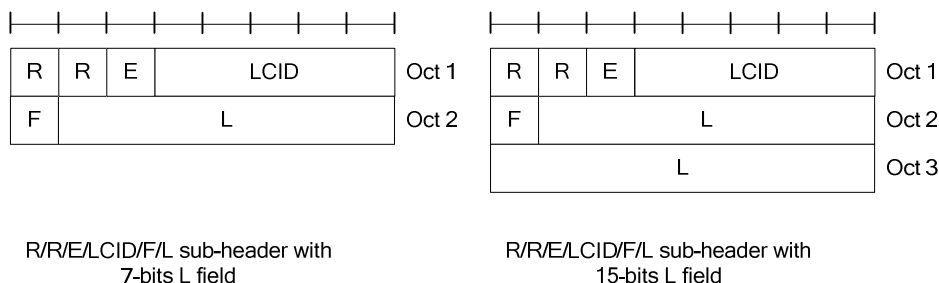 R R E LCID Oct 1
F L Oct 2
R/R/E/LCID/F/L sub-header with
7-bits L field
R R E LCID Oct 1
F L Oct 2
L Oct 3
R/R/E/LCID/F/L sub-header with
15-bits L field